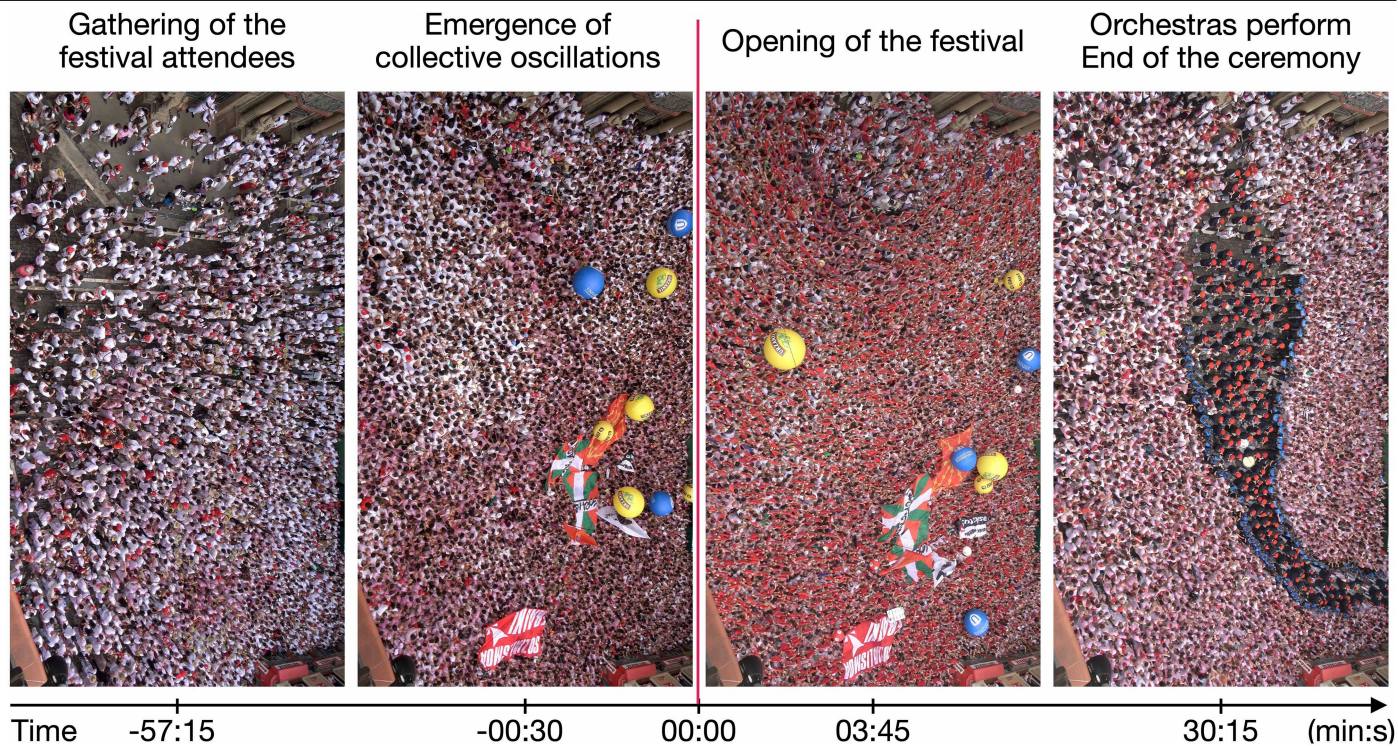 Gathering of the
festival attendees
Emergence of
collective oscillations
Opening of the festival
Orchestras perform
End of the ceremony
Time
-57:15
-00:30
00:00
03:45
30:15
(min:s)